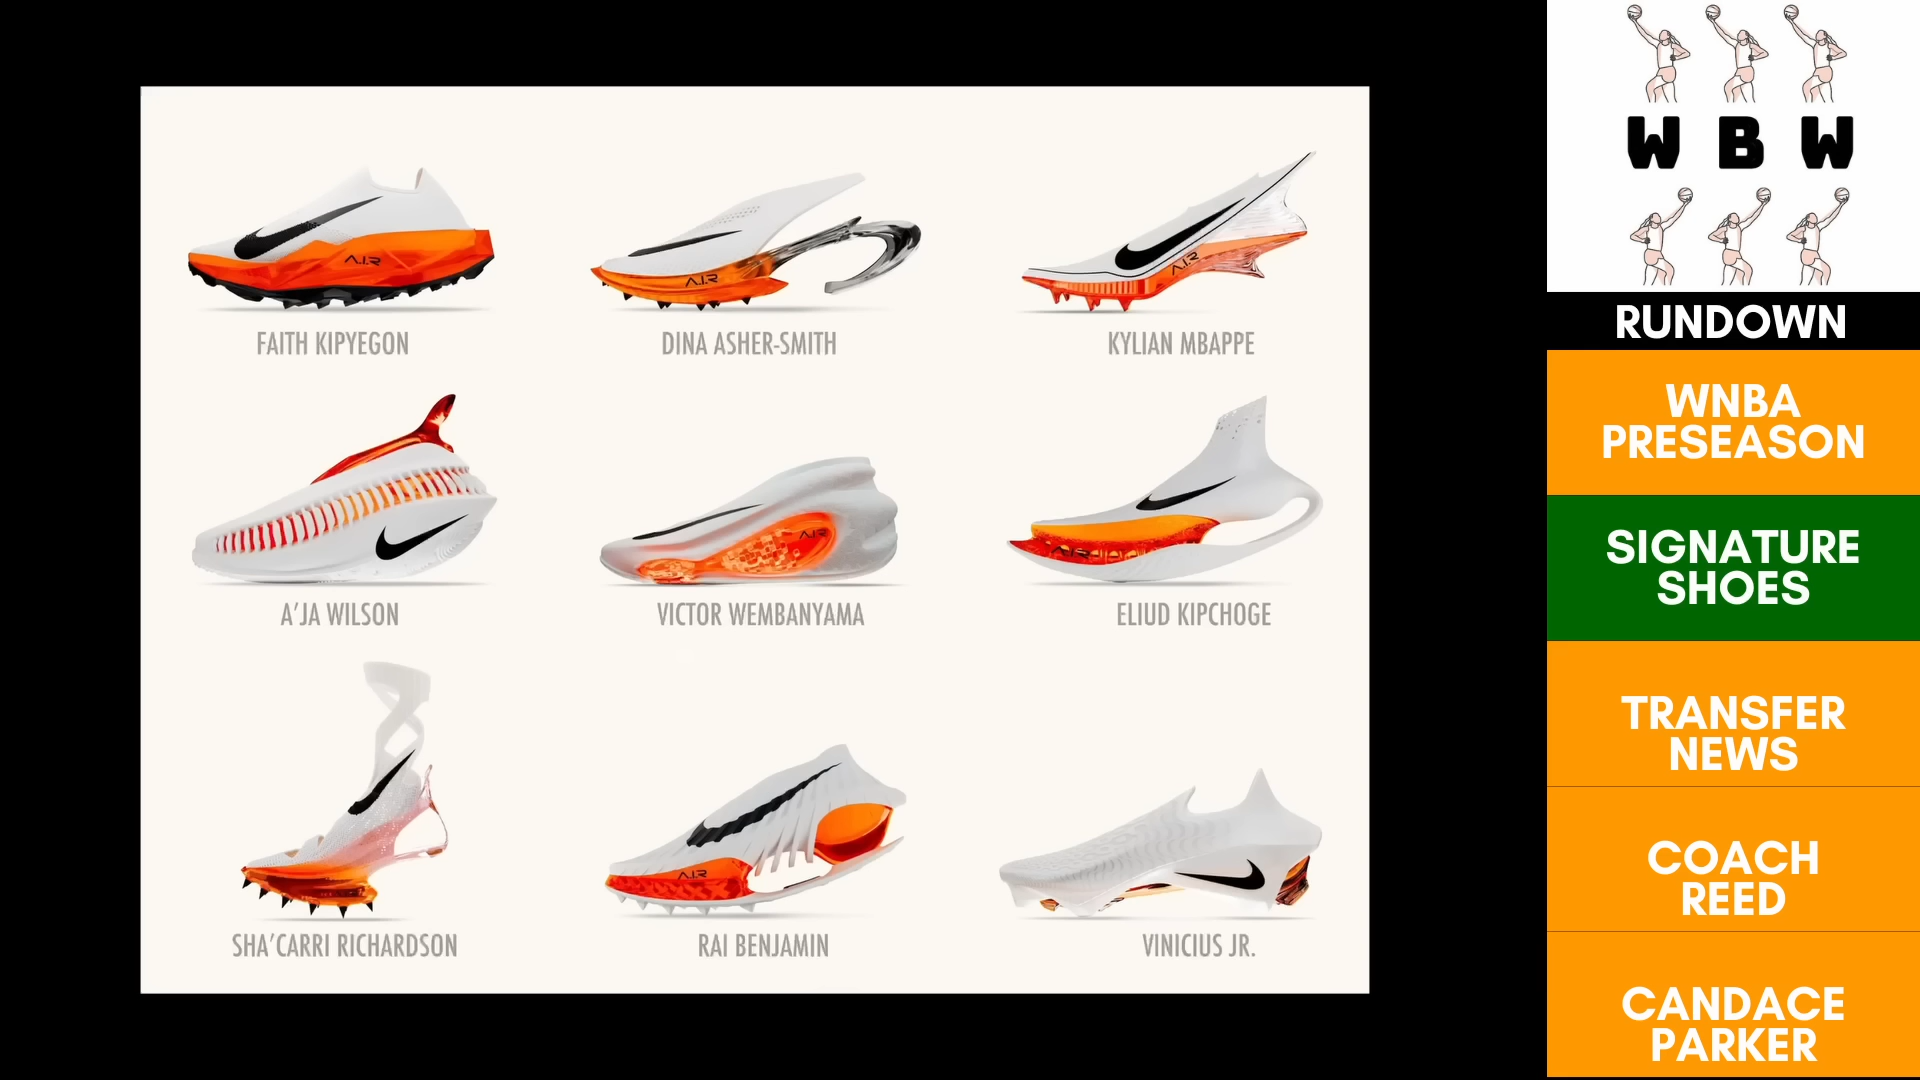 FAITH KIPYEGON
DINA ASHER-SMITH
KYLIAN MBAPPE
A.I.R
A.I.R
A.I.R
A'JA WILSON
VICTOR WEMBANYAMA
ELIUD KIPCHOGE
A.I.R
A.I.R
SHA'CARRI RICHARDSON
RAI BENJAMIN
VINICIUS JR.
A.I.R
W B W
RUNDOWN
WNBA
PRESEASON
SIGNATURE
SHOES
TRANSFER
NEWS
COACH
REED
CANDACE
PARKER